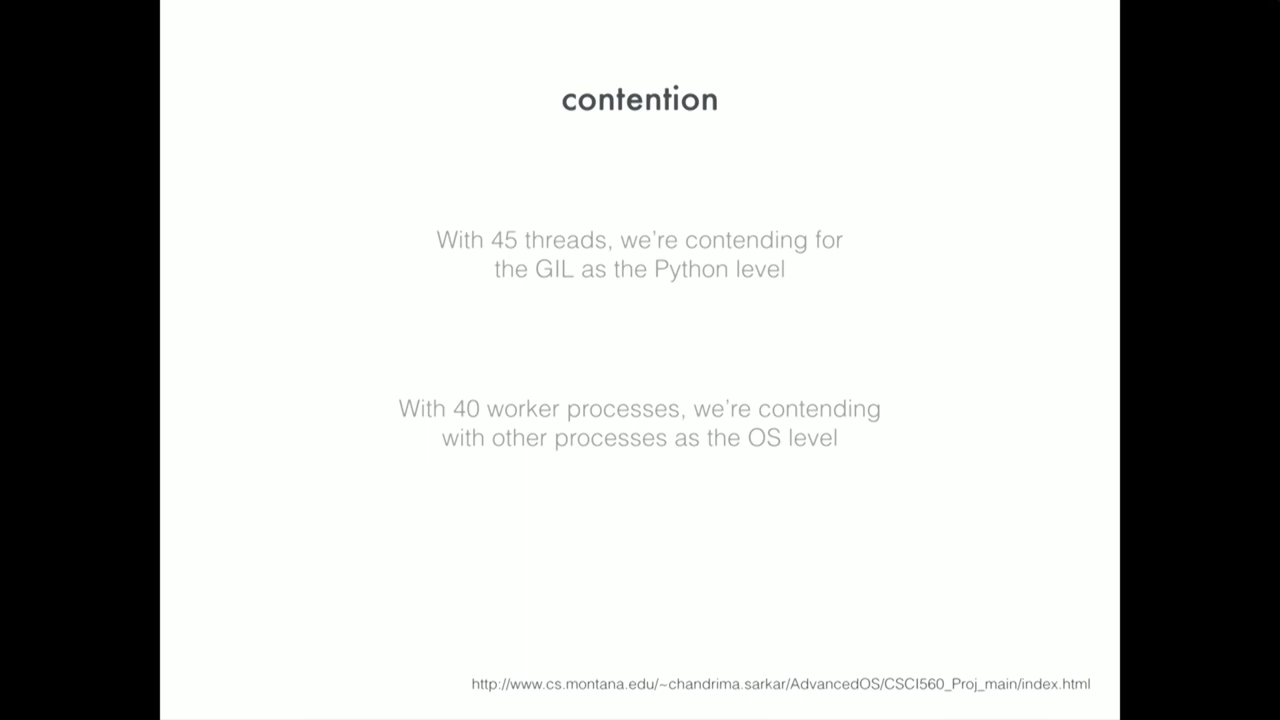 contention
With 45 threads, we're contending for
the GIL as the Python level
With 40 worker processes, we're contending
with other processes as the OS level
http://www.cs.montana.edu/~chandrima.sarkar/AdvancedOS/CSCI560_Proj_main/index.html